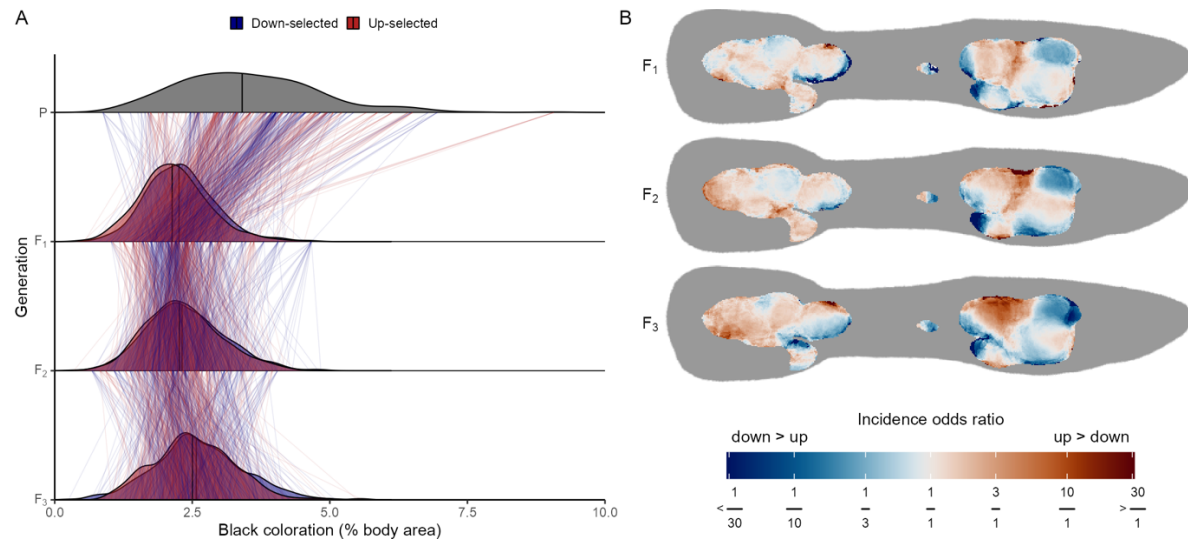 A
Down-selected Up-selected
Generation
P
F1
F2
F3
0.0 2.5 5.0 7.5 10.0
Black coloration (% body area)
B
F1
F2
F3
Incidence odds ratio
down > up up > down
1 1 1 1 3 10 30
< — — — — — — > —
30 10 3 1 1 1 1